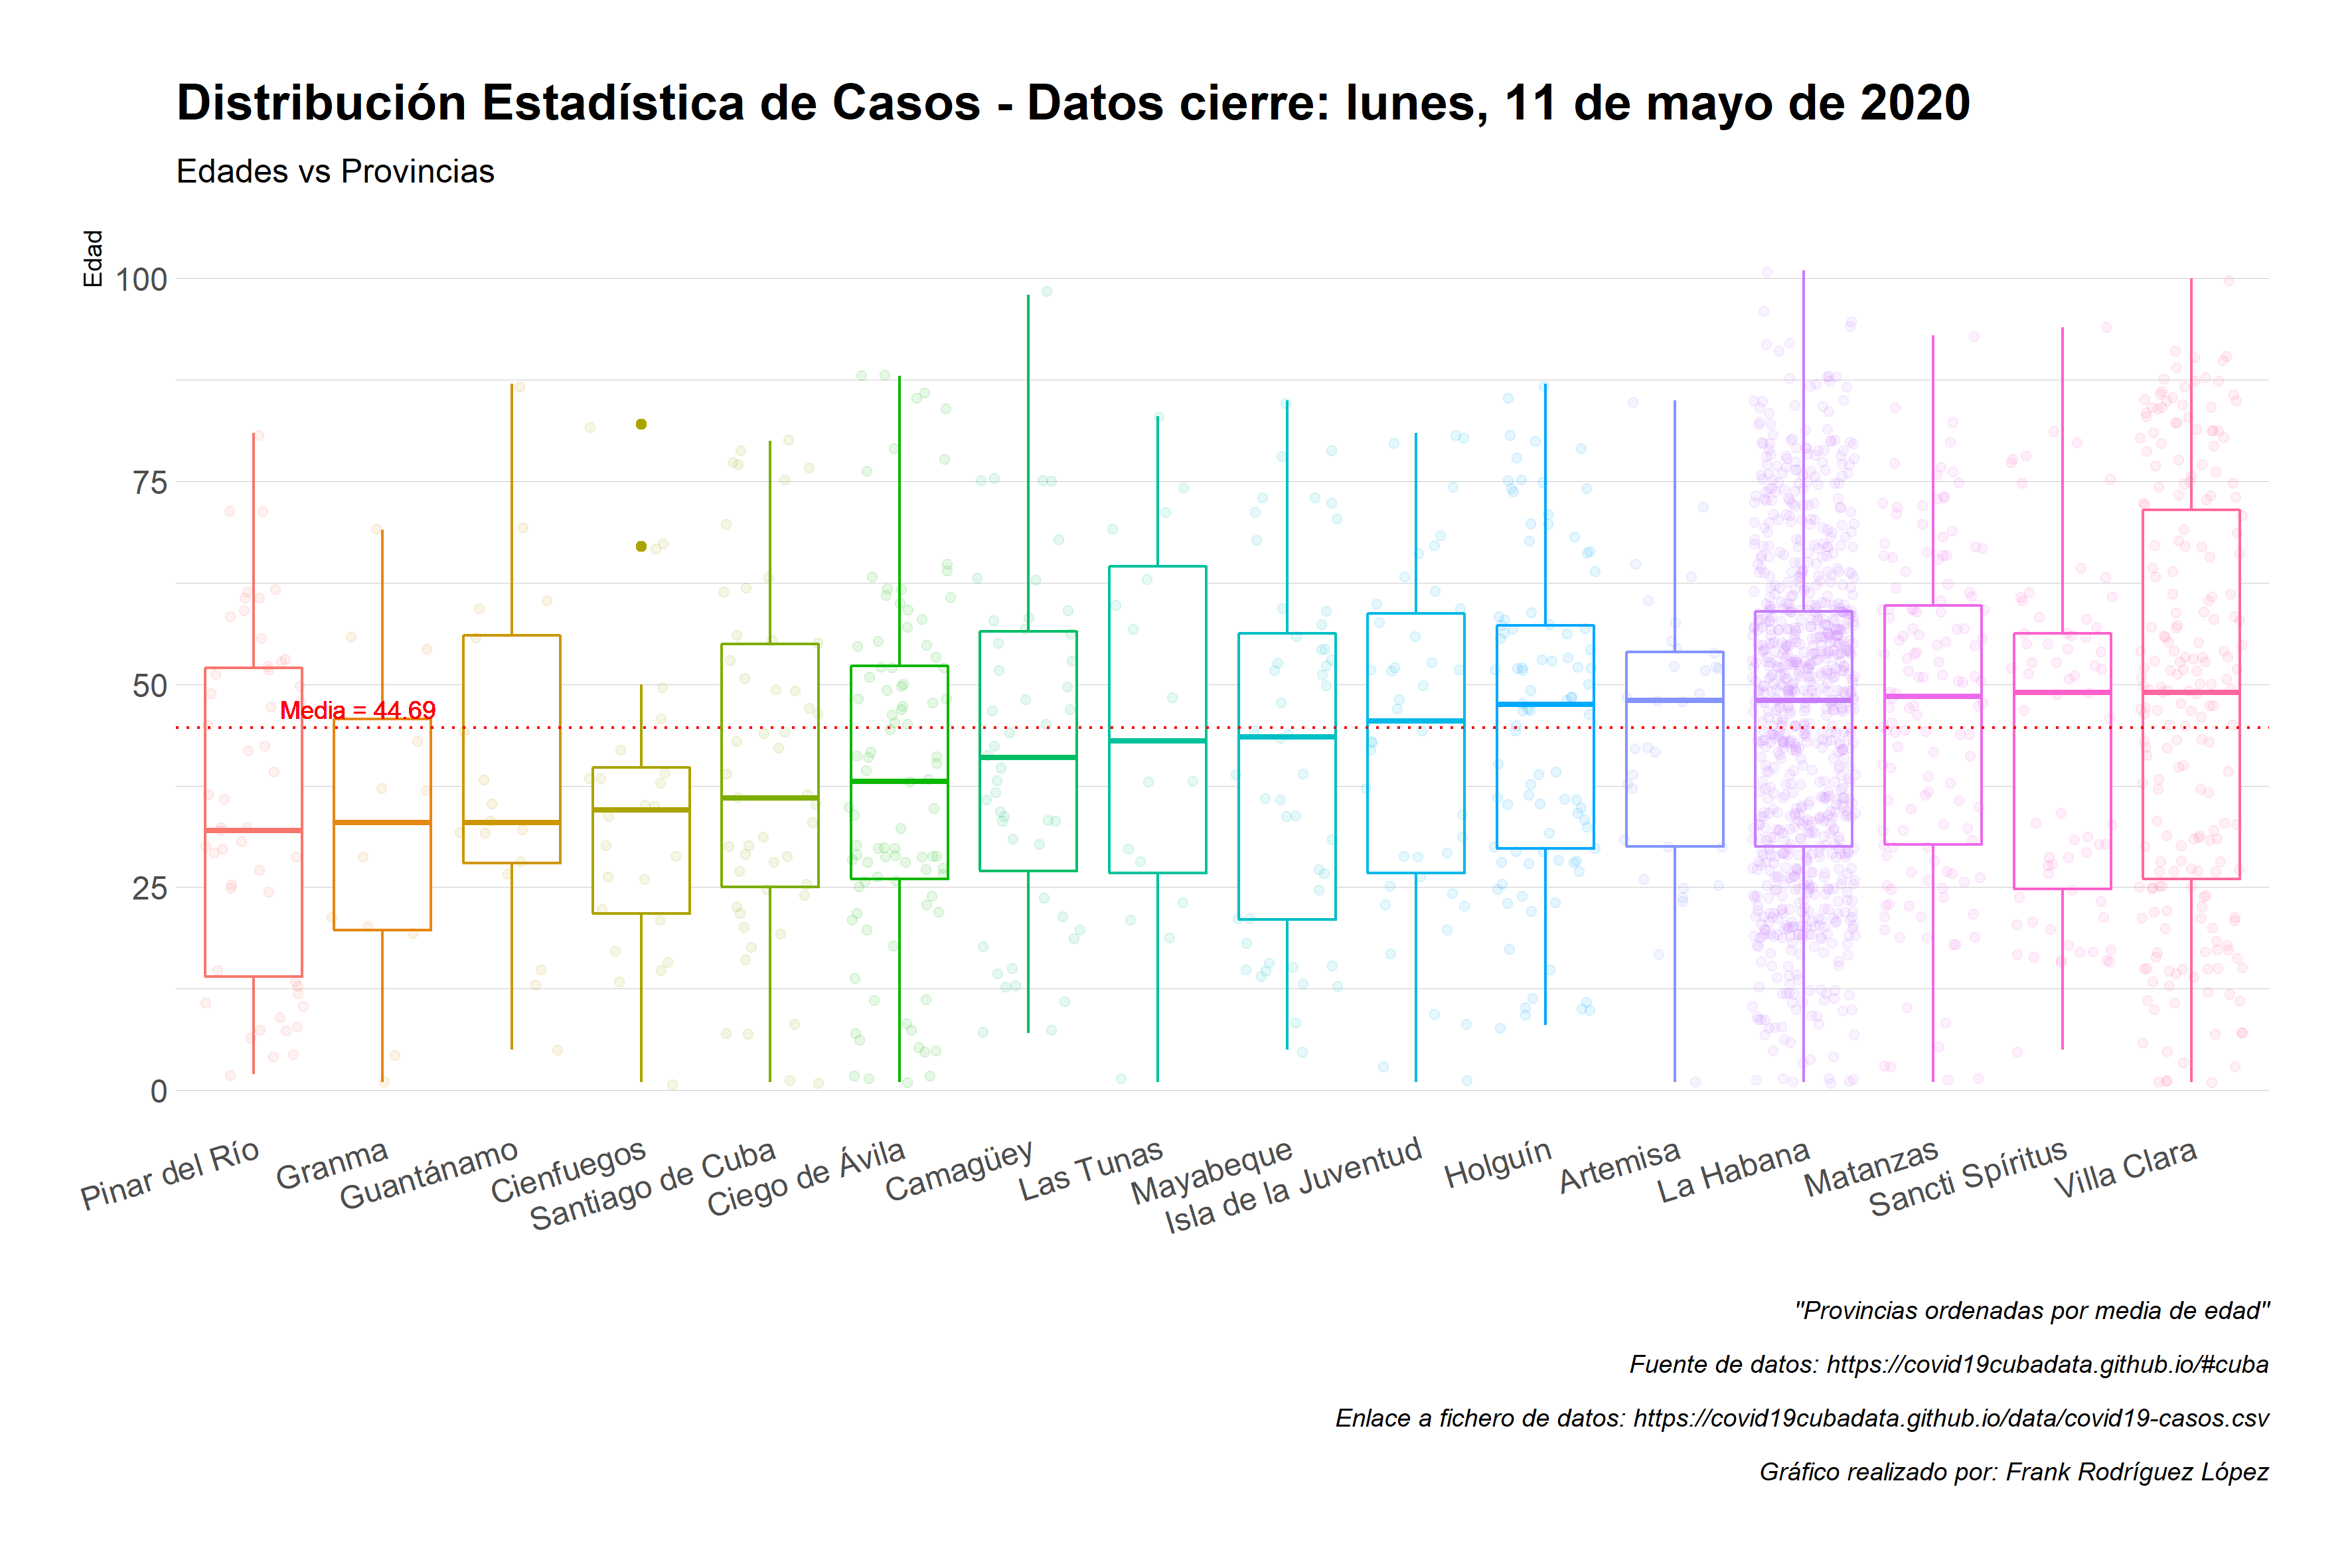 Distribución Estadística de Casos - Datos cierre: lunes, 11 de mayo de 2020
Edades vs Provincias
Edad
100
75
50
25
0
Media = 44.69
Pinar del Río
Granma
Guantánamo
Cienfuegos
Santiago de Cuba
Ciego de Ávila
Camagüey
Las Tunas
Mayabeque
Isla de la Juventud
Holguín
Artemisa
La Habana
Matanzas
Sancti Spíritus
Villa Clara
"Provincias ordenadas por media de edad"
Fuente de datos: https://covid19cubadata.github.io/#cuba
Enlace a fichero de datos: https://covid19cubadata.github.io/data/covid19-casos.csv
Gráfico realizado por: Frank Rodríguez López